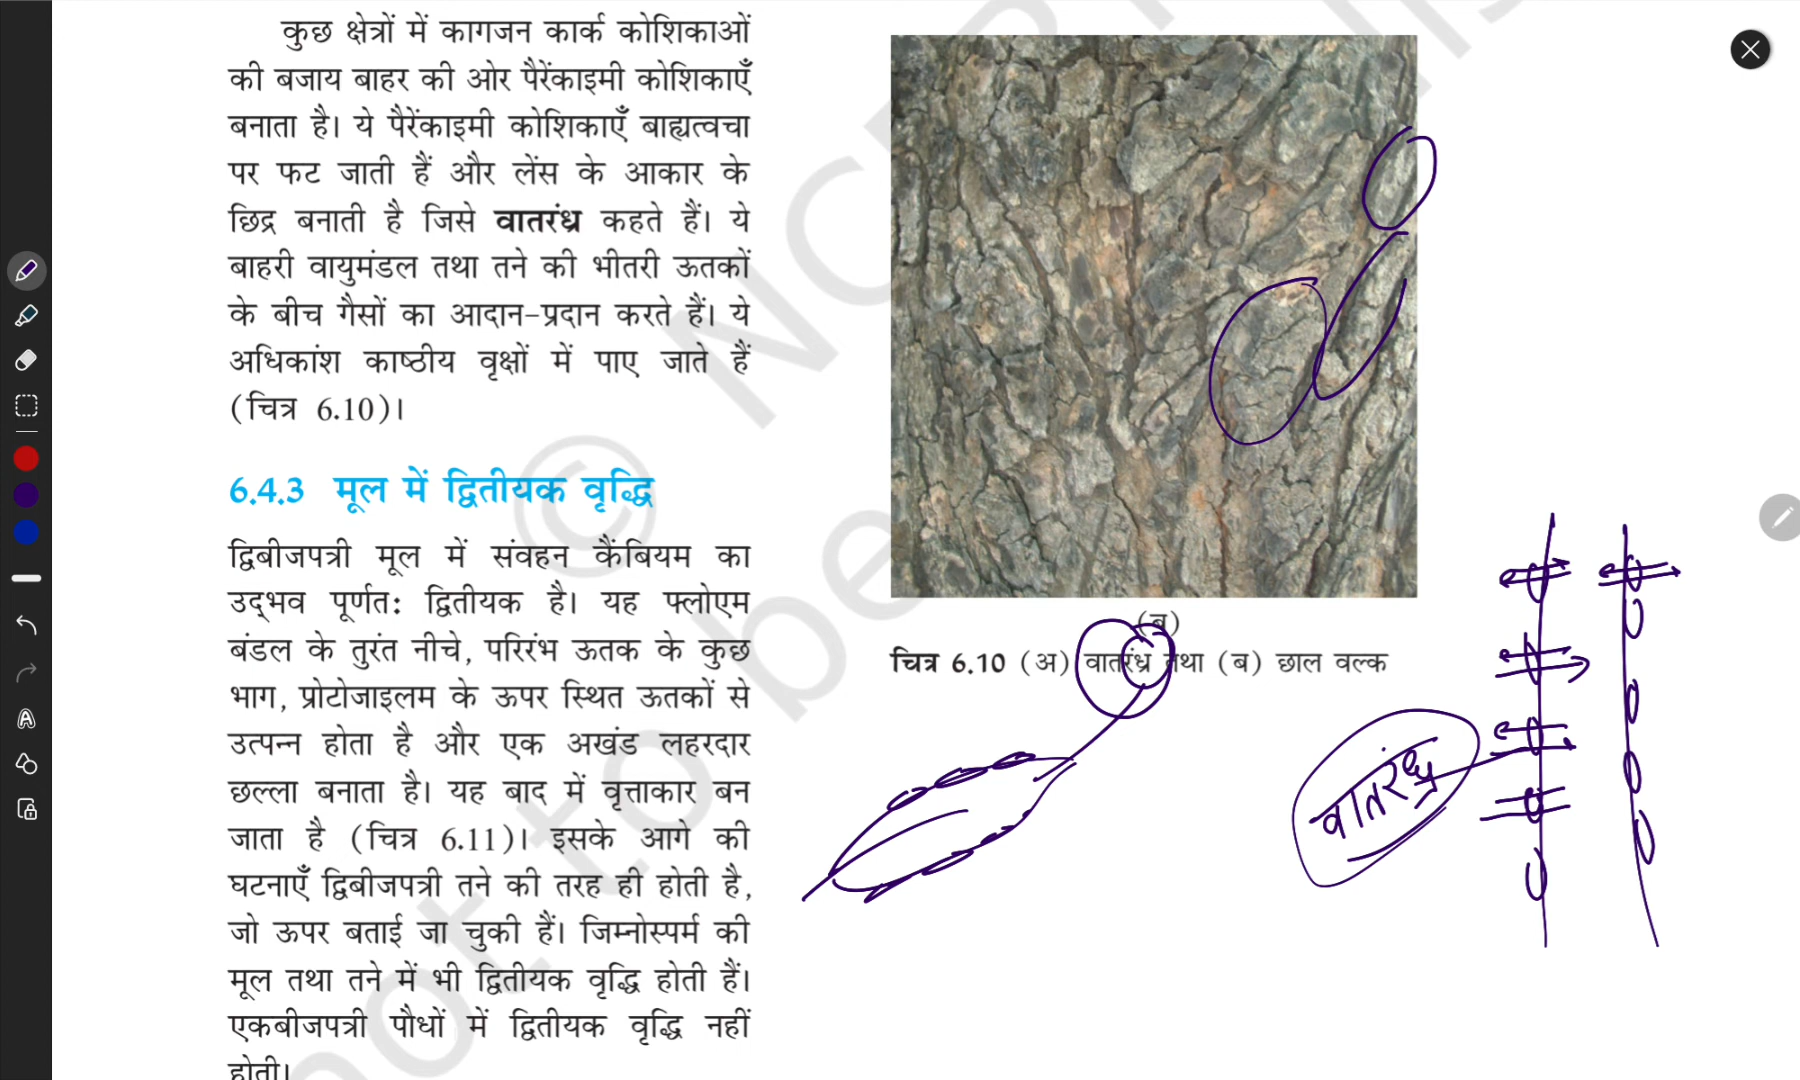 कुछ क्षेत्रों में कागजन कार्क कोशिकाओं
की बजाय बाहर की ओर पैरेंकाइमी कोशिकाएँ
बनाता है। ये पैरेंकाइमी कोशिकाएँ बाह्यत्वचा
पर फट जाती हैं और लेंस के आकार के
छिद्र बनाती है जिसे वातरंध्र कहते हैं। ये
बाहरी वायुमंडल तथा तने की भीतरी ऊतकों
के बीच गैसों का आदान-प्रदान करते हैं। ये
अधिकांश काष्ठीय वृक्षों में पाए जाते हैं
(चित्र 6.10)।
6.4.3 मूल में द्वितीयक वृद्धि
द्विबीजपत्री मूल में संवहन कैंबियम का
उद्भव पूर्णत: द्वितीयक है। यह फ्लोएम
बंडल के तुरंत नीचे, परिरंभ ऊतक के कुछ
भाग, प्रोटोजाइलम के ऊपर स्थित ऊतकों से
उत्पन्न होता है और एक अखंड लहरदार
छल्ला बनाता है। यह बाद में वृत्ताकार बन
जाता है (चित्र 6.11)। इसके आगे की
घटनाएँ द्विबीजपत्री तने की तरह ही होती है,
जो ऊपर बताई जा चुकी हैं। जिम्नोस्पर्म की
मूल तथा तने में भी द्वितीयक वृद्धि होती हैं।
एकबीजपत्री पौधों में द्वितीयक वृद्धि नहीं
होती।
(ब)
चित्र 6.10 (अ) वातरंध्र तथा (ब) छाल वल्क
वातरंध्र
© NC
not to be